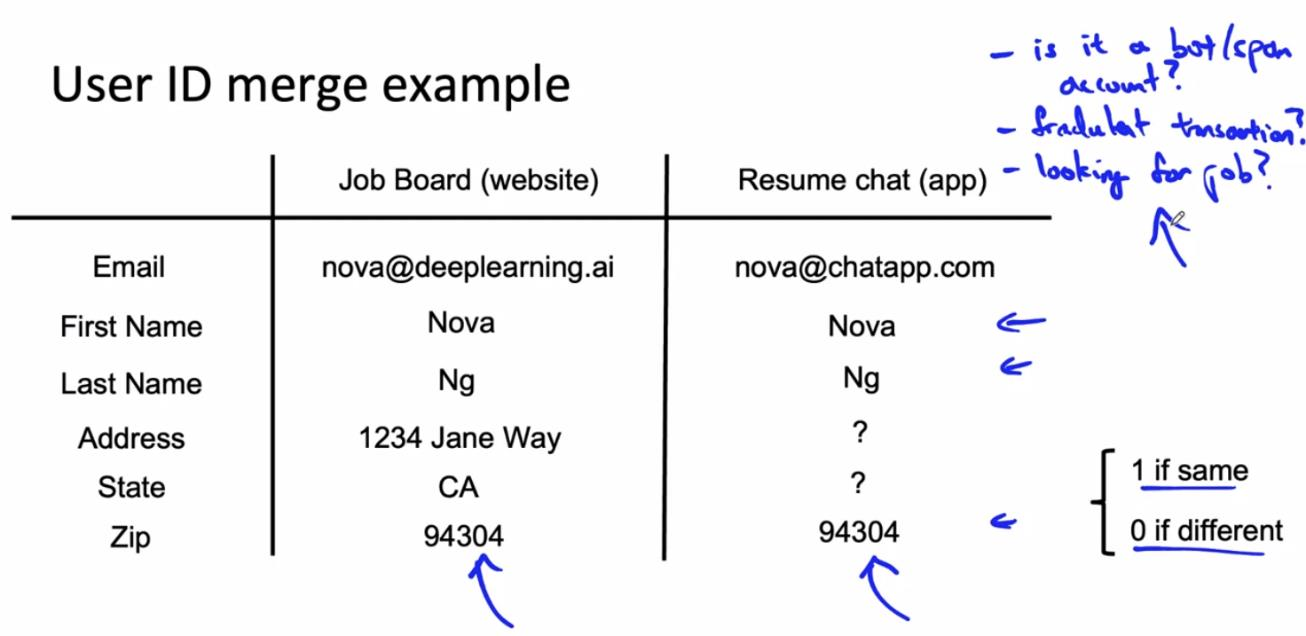 - is it a bot/spam
account?
User ID merge example
- fradulent transaction?
- looking for job?
Job Board (website) Resume chat (app)
Email nova@deeplearning.ai nova@chatapp.com
First Name Nova Nova
Last Name Ng Ng
Address 1234 Jane Way ?
State CA ?
Zip 94304 94304
1 if same
0 if different